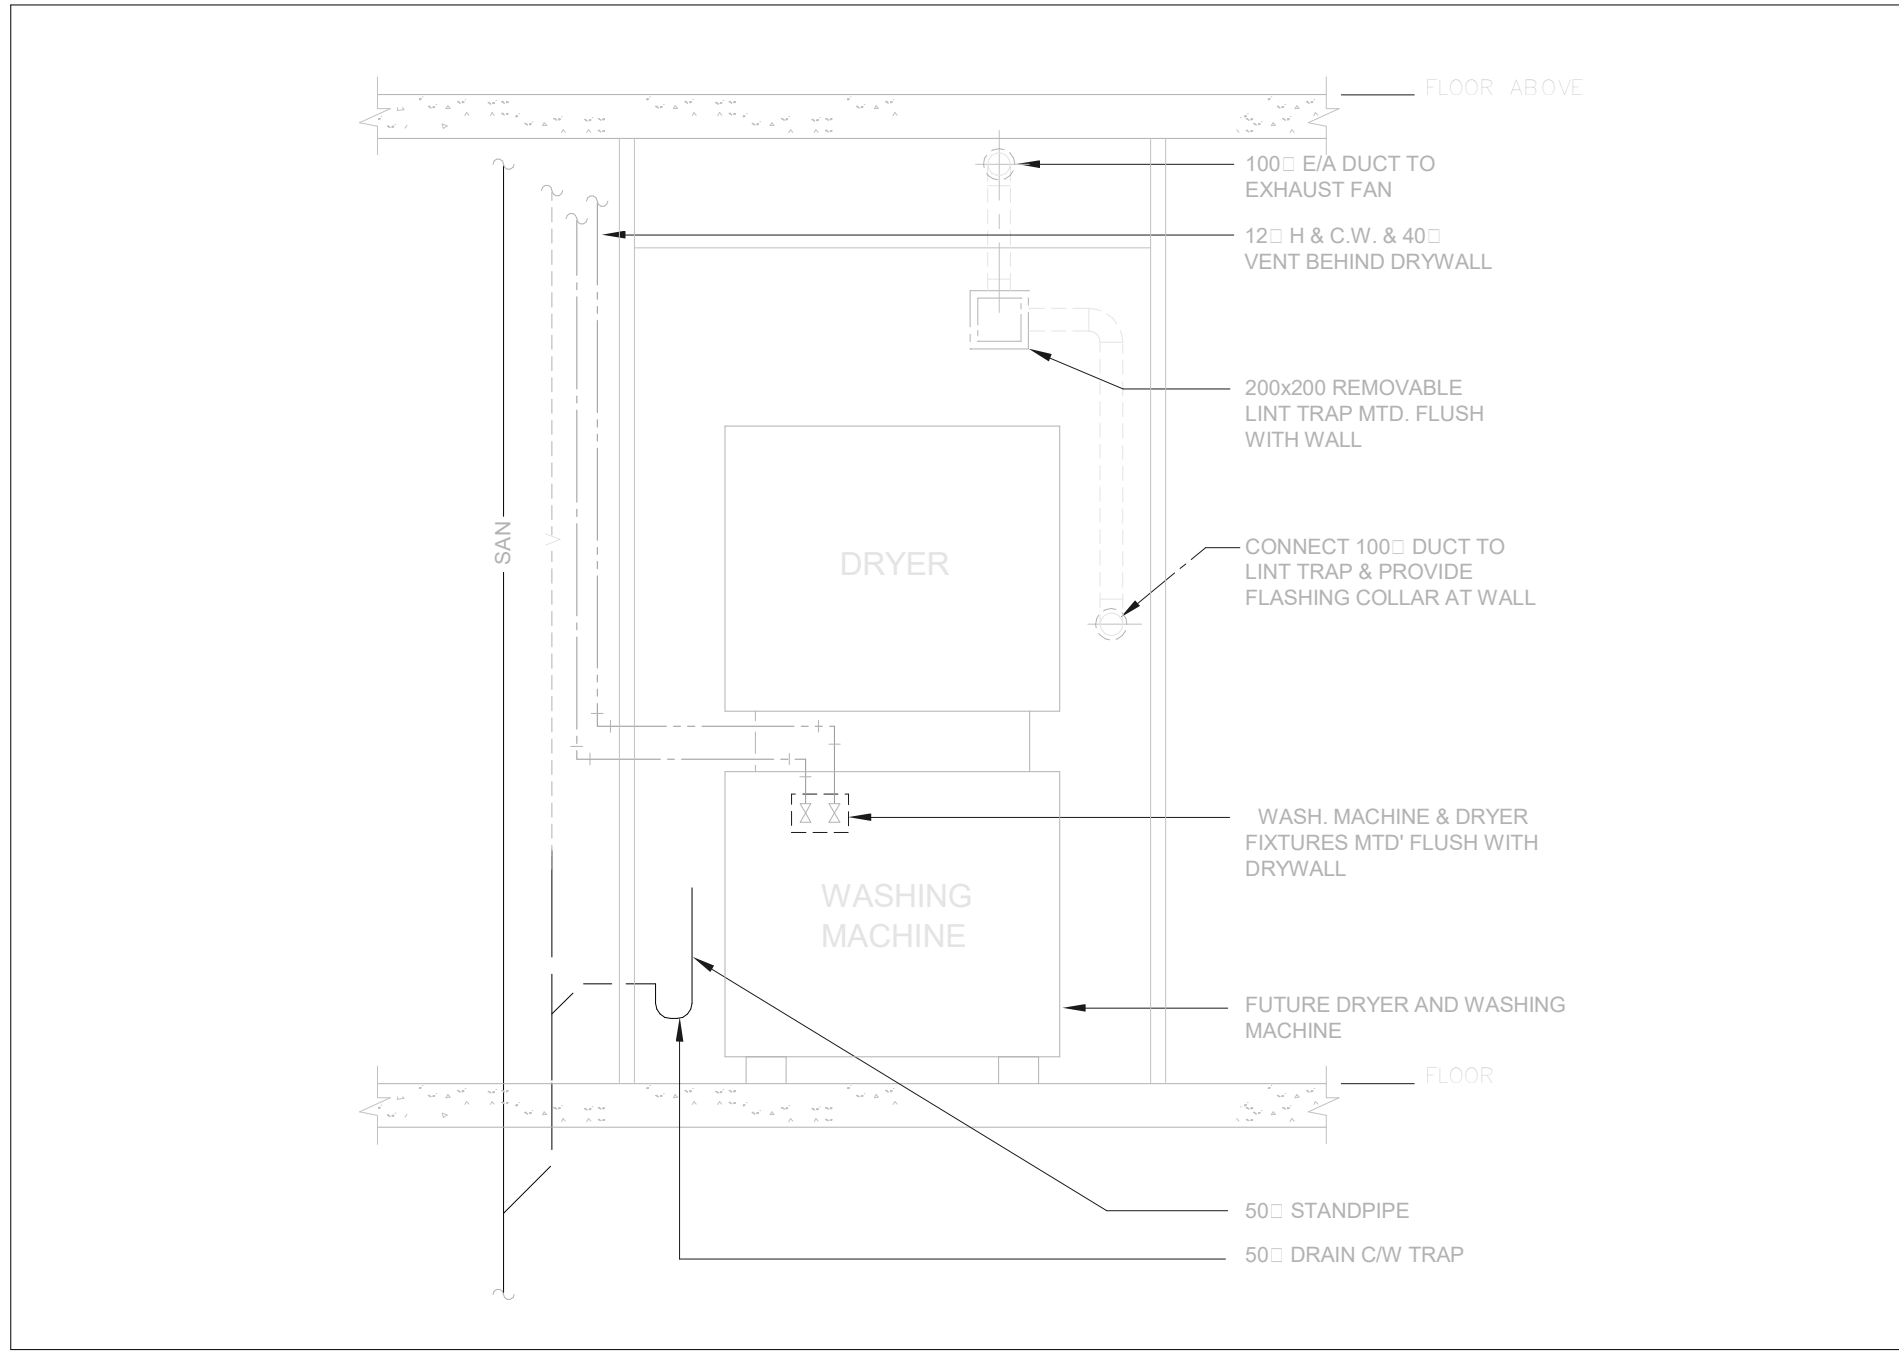 FLOOR ABOVE
100□ E/A DUCT TO
EXHAUST FAN
12□ H & C.W. & 40□
VENT BEHIND DRYWALL
200x200 REMOVABLE
LINT TRAP MTD. FLUSH
WITH WALL
SAN
DRYER
CONNECT 100□ DUCT TO
LINT TRAP & PROVIDE
FLASHING COLLAR AT WALL
WASH. MACHINE & DRYER
FIXTURES MTD' FLUSH WITH
DRYWALL
WASHING
MACHINE
FUTURE DRYER AND WASHING
MACHINE
FLOOR
50□ STANDPIPE
50□ DRAIN C/W TRAP